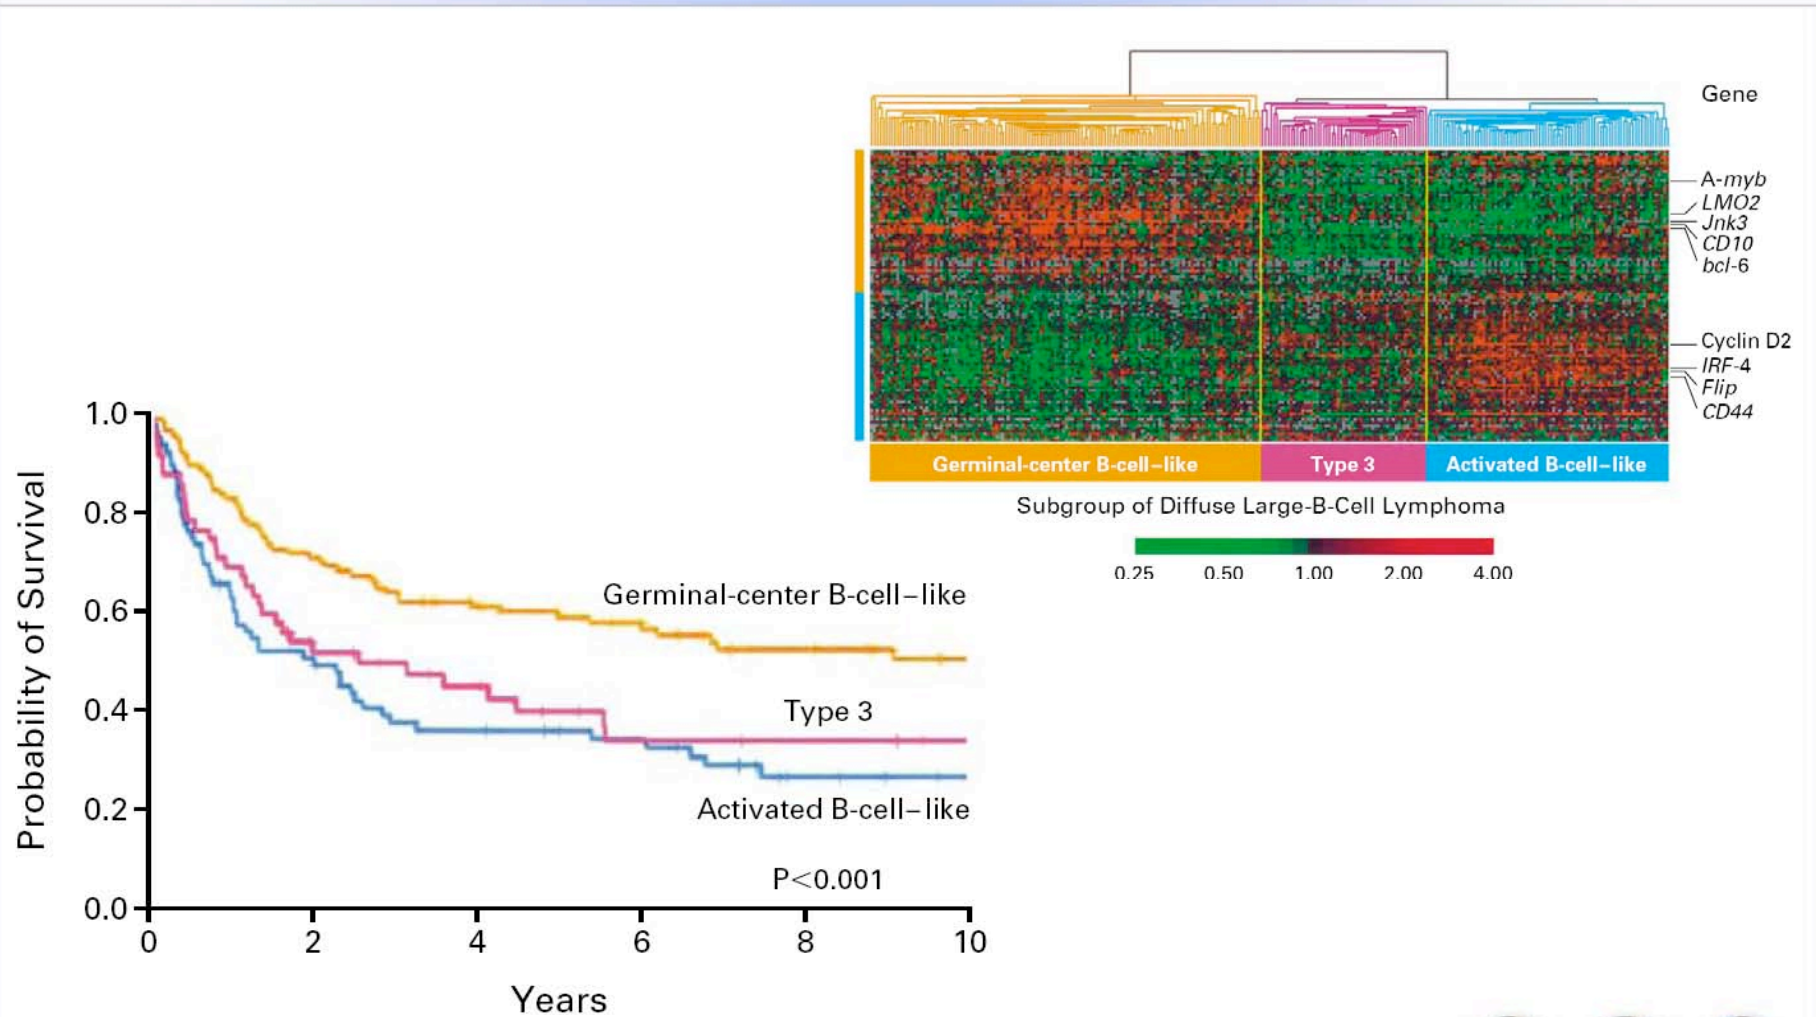 Gene
A-myb
LMO2
Jnk3
CD10
bcl-6
Cyclin D2
IRF-4
Flip
CD44
Germinal-center B-cell–like Type 3 Activated B-cell–like
Subgroup of Diffuse Large-B-Cell Lymphoma
0.25 0.50 1.00 2.00 4.00
Probability of Survival
1.0
0.8
0.6
0.4
0.2
0.0
Germinal-center B-cell–like
Type 3
Activated B-cell–like
P<0.001
0 2 4 6 8 10
Years